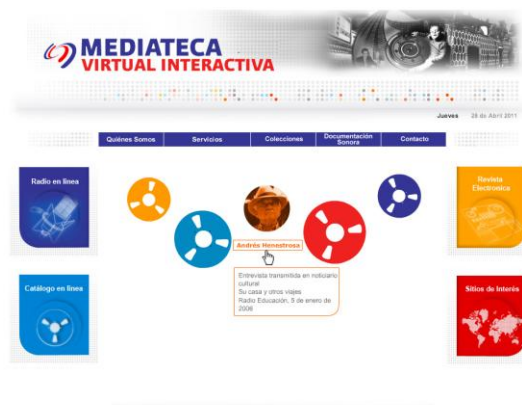 MEDIATECA
VIRTUAL INTERACTIVA
Jueves 28 de Abril 2011
Quiénes Somos
Servicios
Colecciones
Documentación
Sonora
Contacto
Radio en línea
Revista
Electronica
Andrés Henestrosa
Entrevista transmitida en noticiario
cultural
Su casa y otros viajes
Radio Educación, 5 de enero de
2008
Catálogo en línea
Sitios de Interés